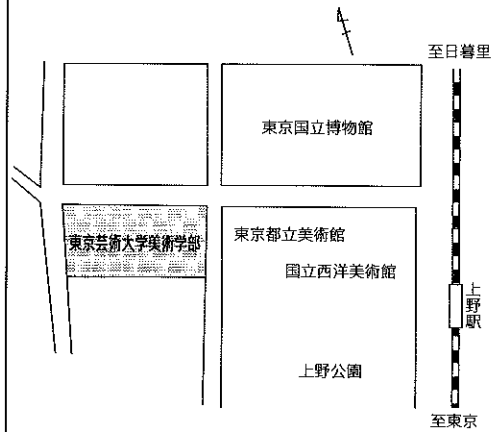 至日暮里
東京国立博物館
東京芸術大学美術学部
東京都立美術館
国立西洋美術館
上野駅
上野公園
至東京